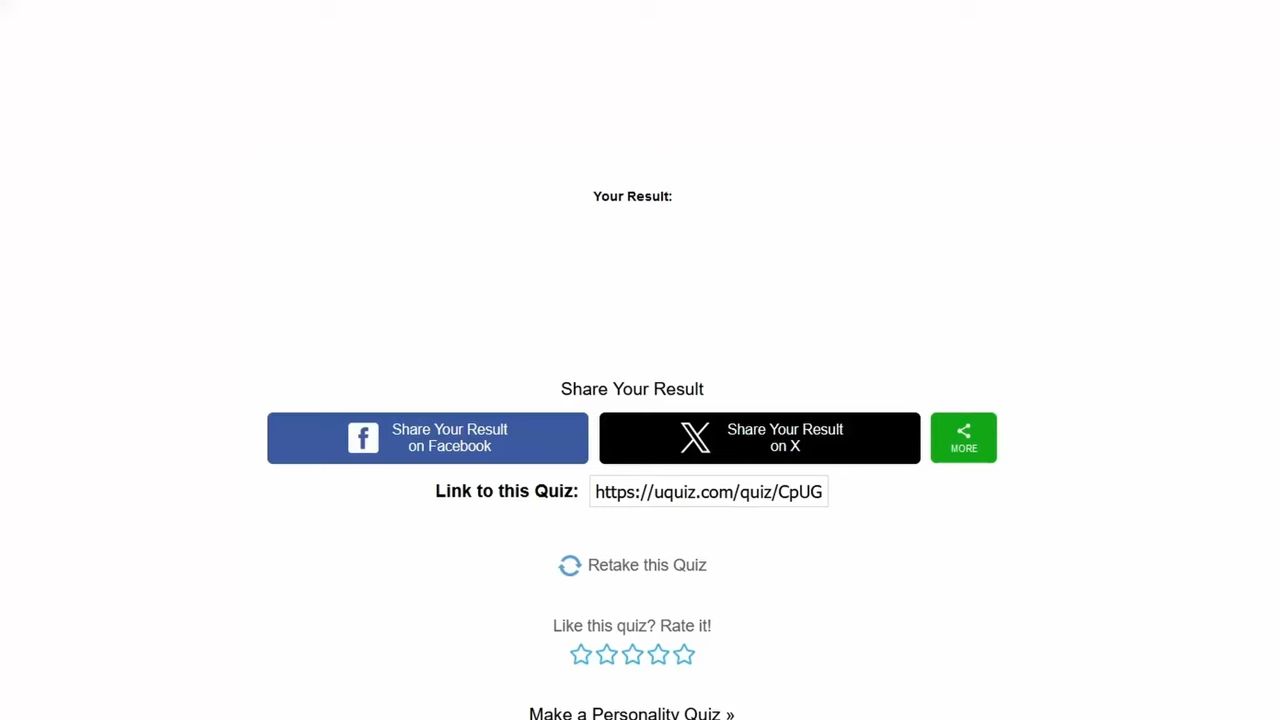 Your Result:
Share Your Result
Share Your Result
on Facebook
Share Your Result
on X
MORE
Link to this Quiz: https://uquiz.com/quiz/CpUG
Retake this Quiz
Like this quiz? Rate it!
Make a Personality Quiz »